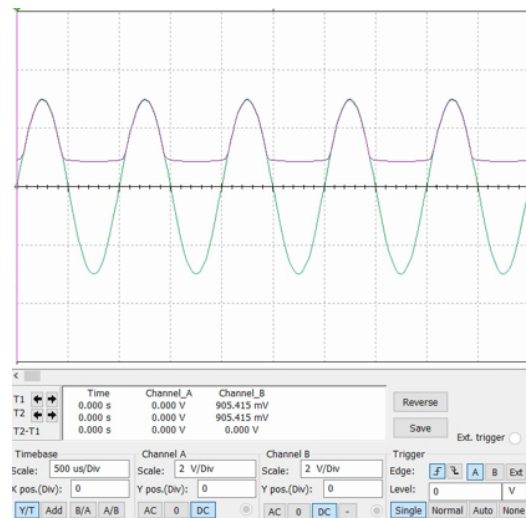 <
T1
T2
T2-T1
Time Channel_A Channel_B
0.000 s 0.000 V 905.415 mV
0.000 s 0.000 V 905.415 mV
0.000 s 0.000 V 0.000 V
Reverse
Save
Ext. trigger
Timebase
Scale: 500 us/Div
X pos.(Div): 0
Y/T Add B/A A/B
Channel A
Scale: 2 V/Div
Y pos.(Div): 0
AC 0 DC
Channel B
Scale: 2 V/Div
Y pos.(Div): 0
AC 0 DC -
Trigger
Edge: A B Ext
Level: 0 V
Single Normal Auto None